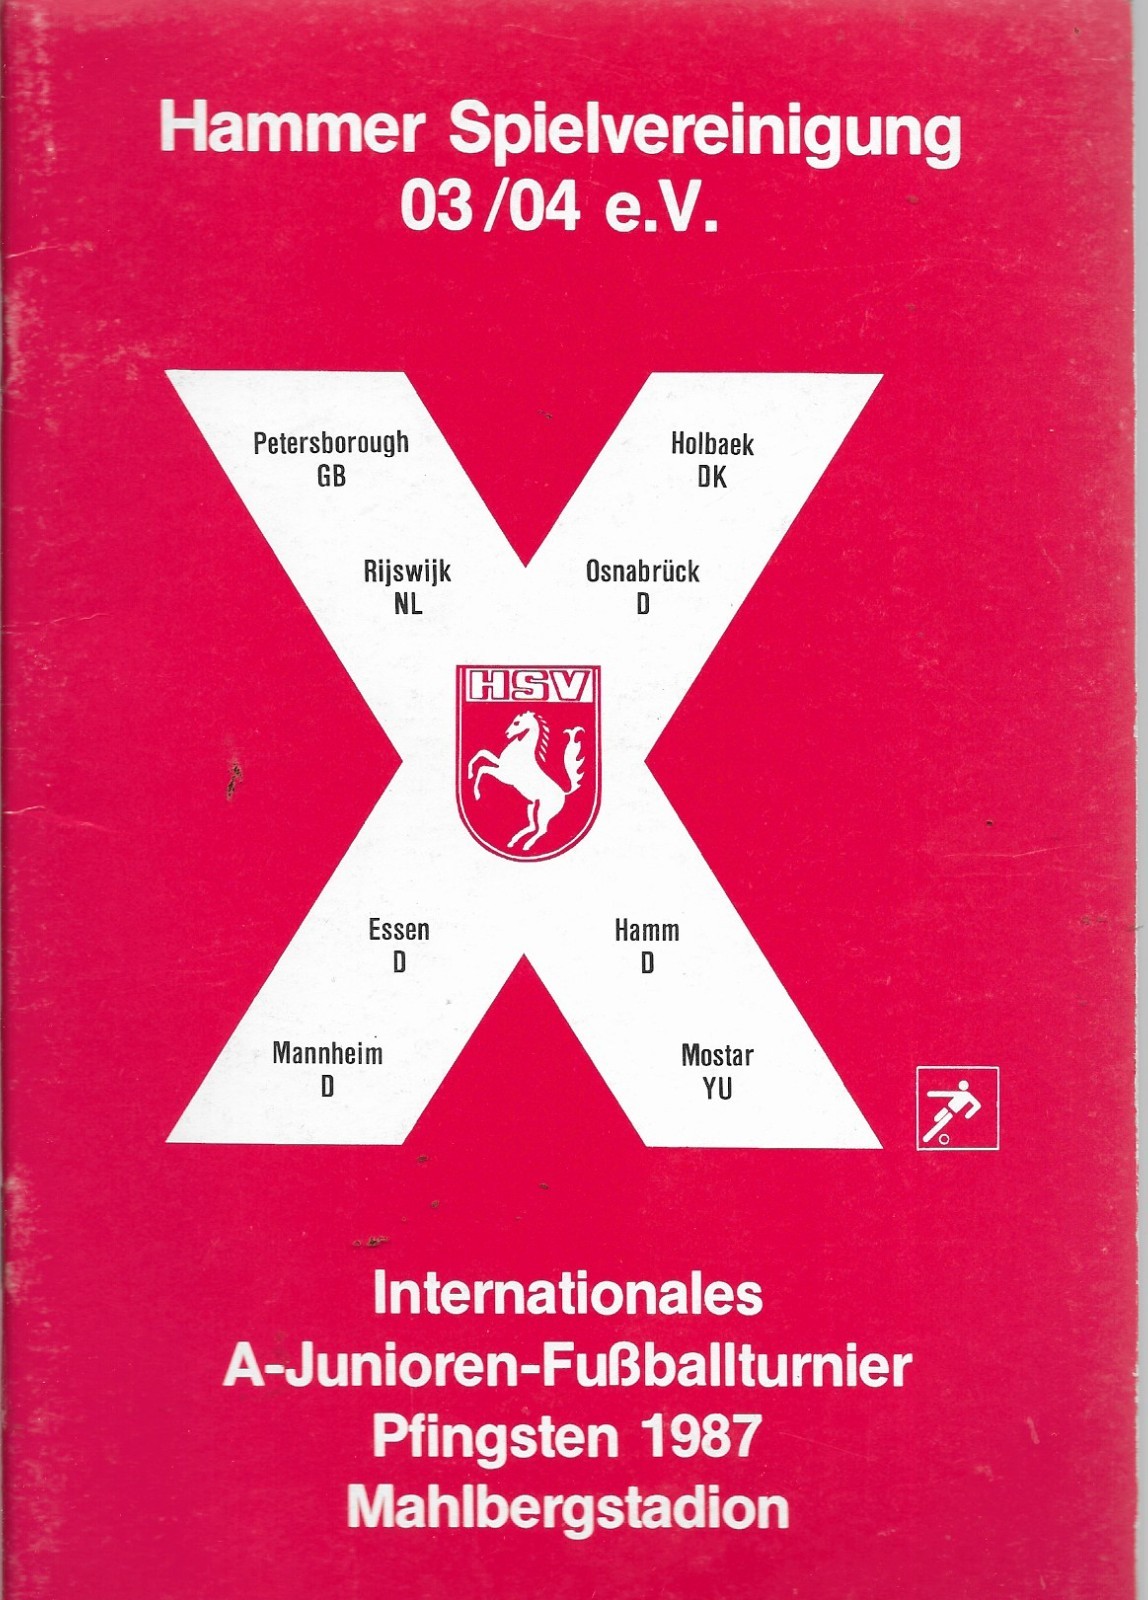 Hammer Spielvereinigung
03/04 e.V.
Petersborough
GB
Holbaek
DK
Rijswijk
NL
Osnabrück
D
HSV
Essen
D
Hamm
D
Mannheim
D
Mostar
YU
Internationales
A-Junioren-Fußballturnier
Pfingsten 1987
Mahlbergstadion